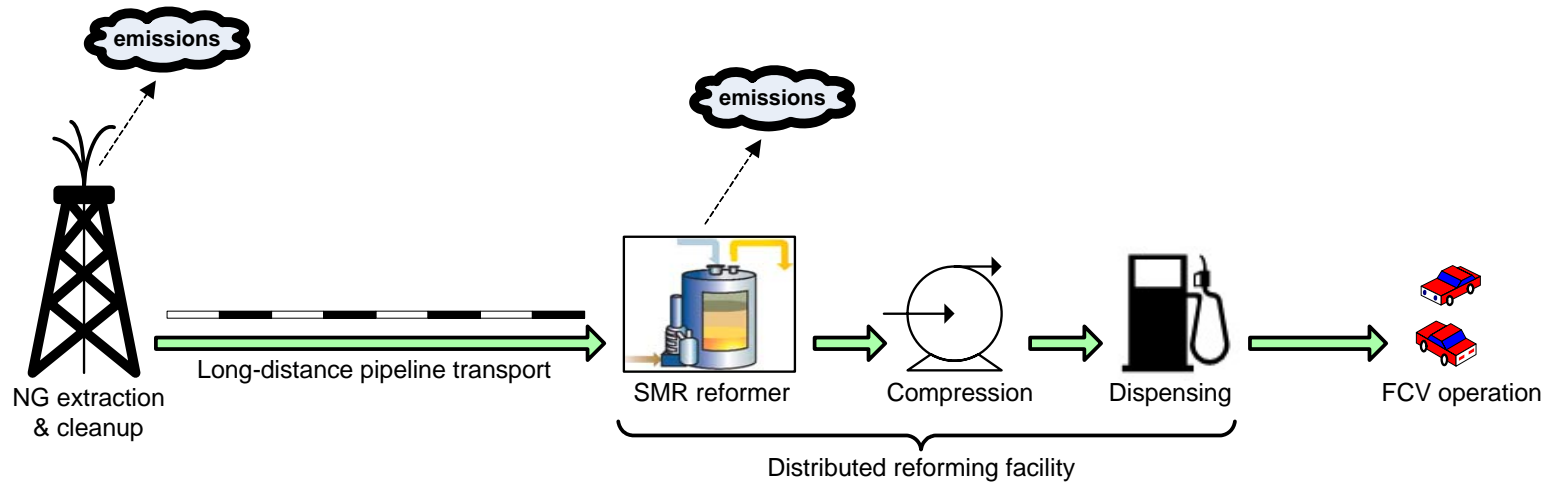 emissions
emissions
Long-distance pipeline transport
NG extraction
& cleanup
SMR reformer
Compression
Dispensing
FCV operation
Distributed reforming facility